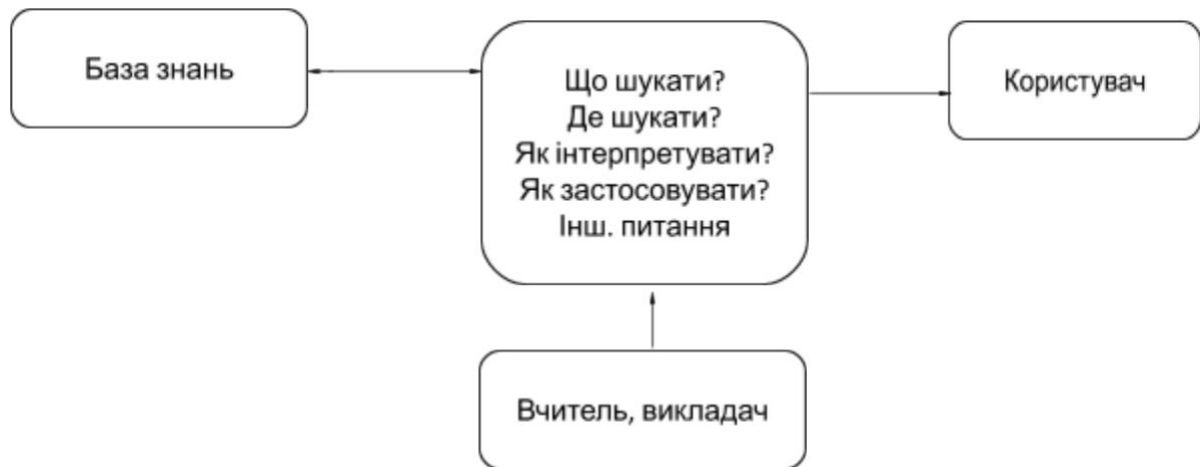 База знань
Що шукати?
Де шукати?
Як інтерпретувати?
Як застосовувати?
Інш. питання
Користувач
Вчитель, викладач